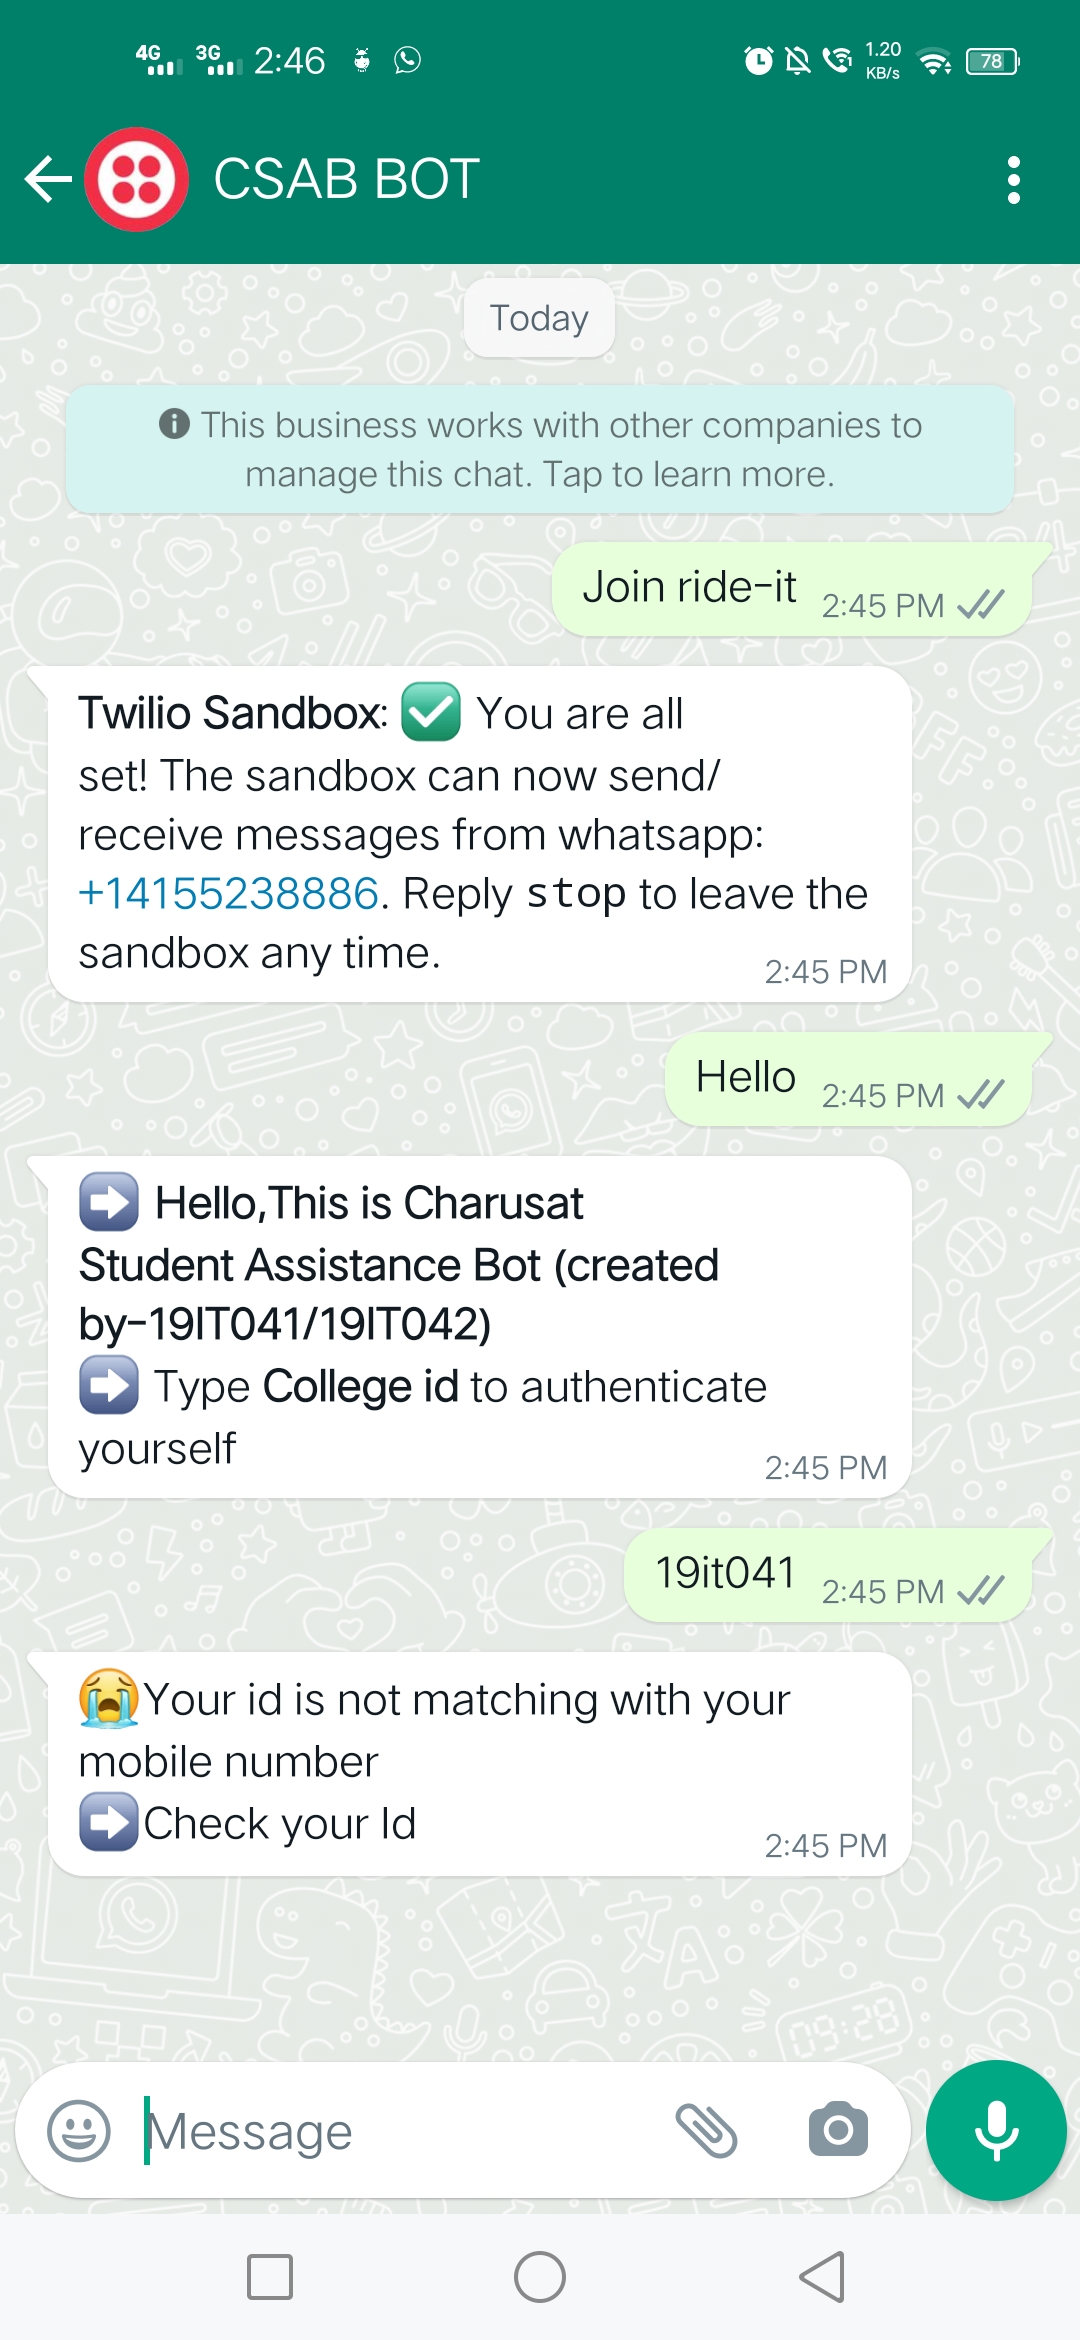 4G 3G 2:46 1.20 KB/s 78
CSAB BOT
Today
This business works with other companies to
manage this chat. Tap to learn more.
Join ride-it 2:45 PM
Twilio Sandbox: ✅ You are all
set! The sandbox can now send/
receive messages from whatsapp:
+14155238886. Reply stop to leave the
sandbox any time. 2:45 PM
Hello 2:45 PM
➡️ Hello,This is Charusat
Student Assistance Bot (created
by-19IT041/19IT042)
➡️ Type College id to authenticate
yourself 2:45 PM
19it041 2:45 PM
😭Your id is not matching with your
mobile number
➡️Check your Id 2:45 PM
Message